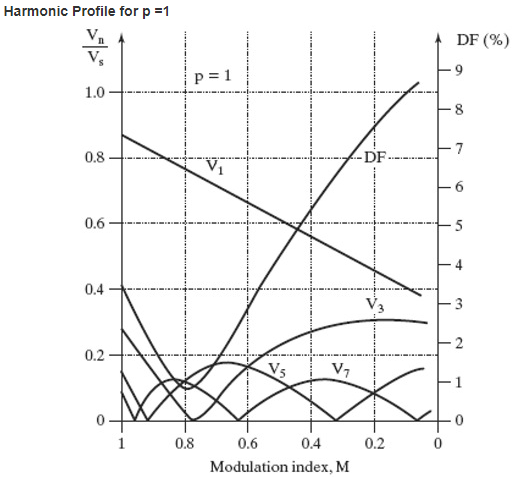 Harmonic Profile for p =1
Vn
Vs
DF (%)
p = 1
9
1.0
8
0.8
V1
DF
7
6
0.6
5
4
0.4
V3
3
0.2
V5
V7
2
1
0
0
1
0.8
0.6
0.4
0.2
0
Modulation index, M